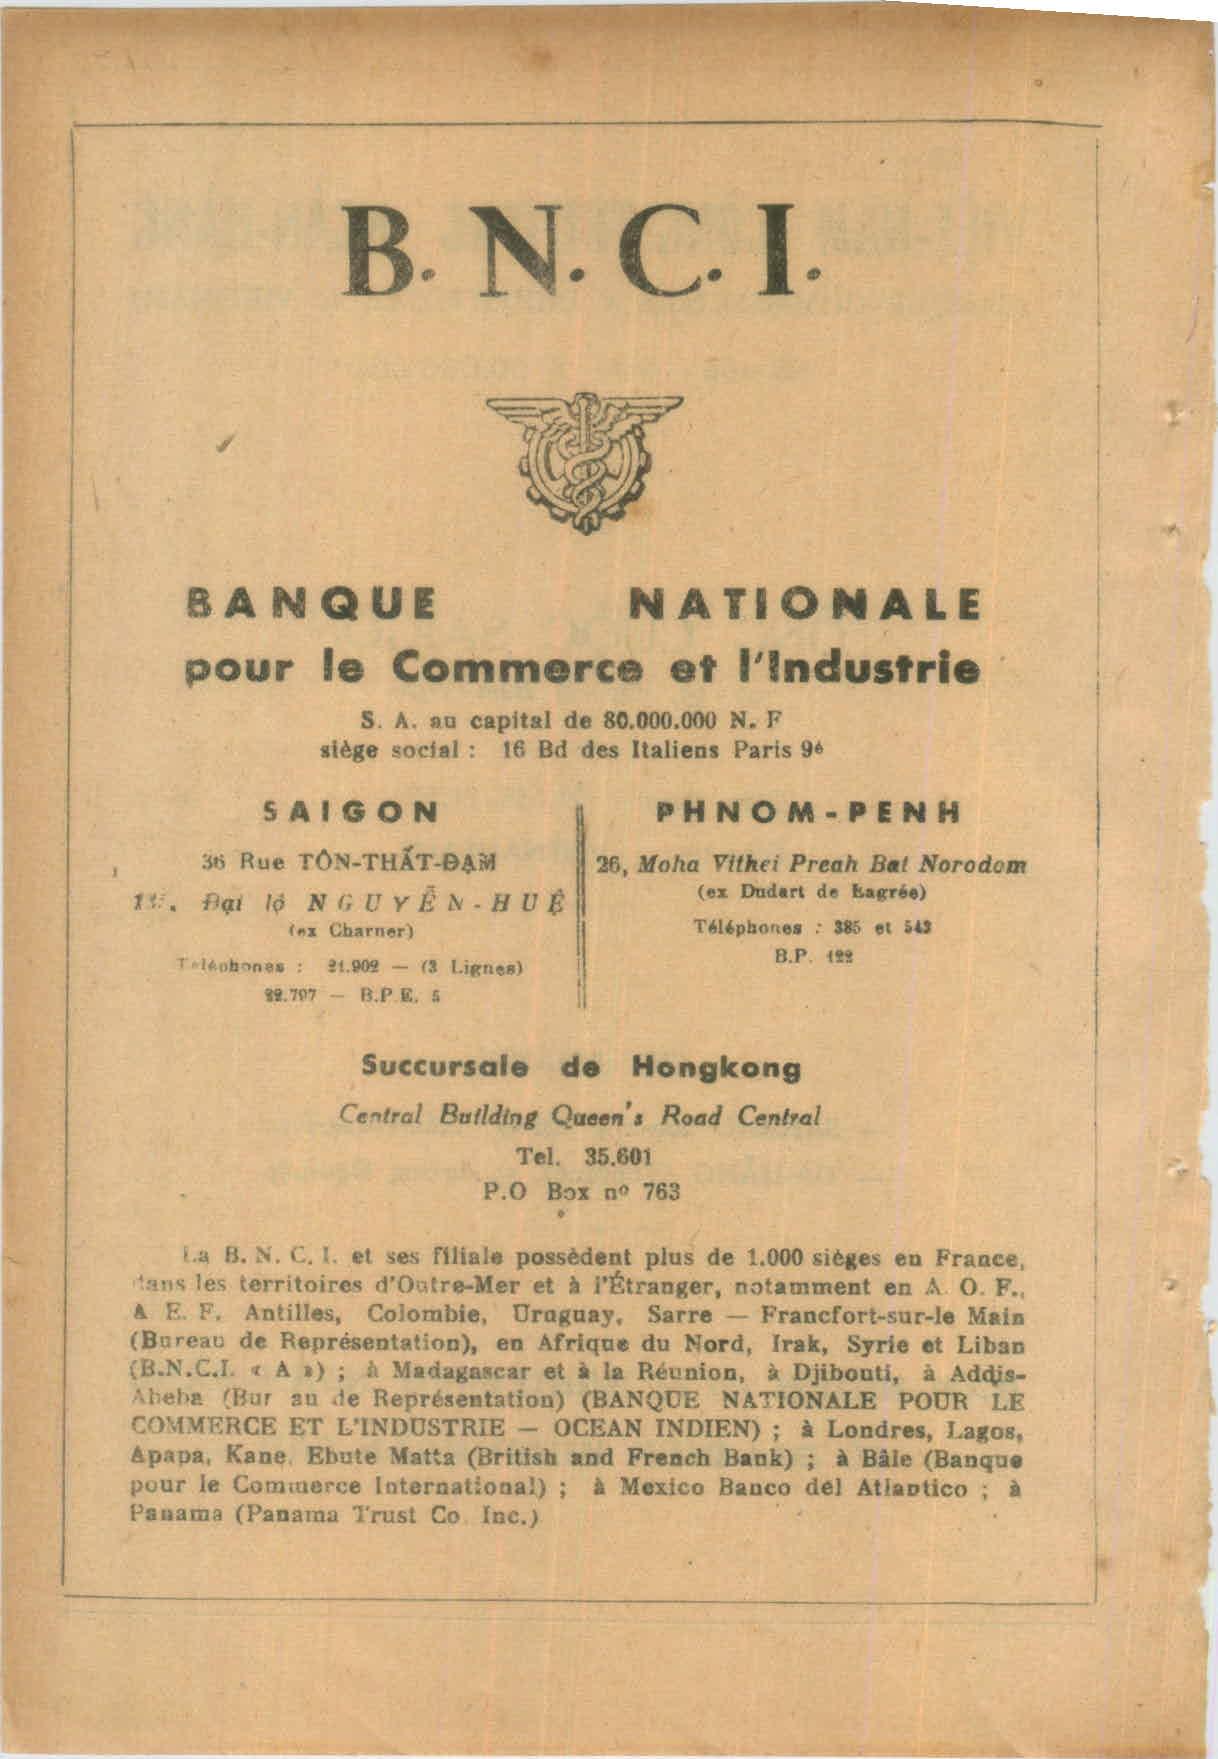 B. N. C. I.
BANQUE NATIONALE
pour le Commerce et l'Industrie
S. A. au capital de 80.000.000 N. F
siège social : 16 Bd des Italiens Paris 9è
SAIGON
36 Rue TÔN-THẤT-ĐẠM
Đại lộ NGUYỄN-HUỆ
(ex Charner)
Téléphones : 21.902 — (3 Lignes)
22.797 — B.P.E. 5
PHNOM-PENH
26, Moha Vithei Preah Bat Norodom
(ex Dudart de Lagrée)
Téléphones : 385 et 543
B.P. 122
Succursale de Hongkong
Central Building Queen's Road Central
Tel. 35.601
P.O Box nº 763
La B. N. C. I. et ses filiale possèdent plus de 1.000 sièges en France,
dans les territoires d'Outre-Mer et à l'Étranger, notamment en A. O. F.,
A. E. F. Antilles, Colombie, Uruguay, Sarre — Francfort-sur-le Main
(Bureau de Représentation), en Afrique du Nord, Irak, Syrie et Liban
(B.N.C.I. « A ») ; à Madagascar et à la Réunion, à Djibouti, à Addis-
Abeba (Bur au de Représentation) (BANQUE NATIONALE POUR LE
COMMERCE ET L'INDUSTRIE — OCEAN INDIEN) ; à Londres, Lagos,
Apapa, Kane, Ebute Matta (British and French Bank) ; à Bâle (Banque
pour le Commerce International) ; à Mexico Banco dél Atlantico ; à
Panama (Panama Trust Co. Inc.)